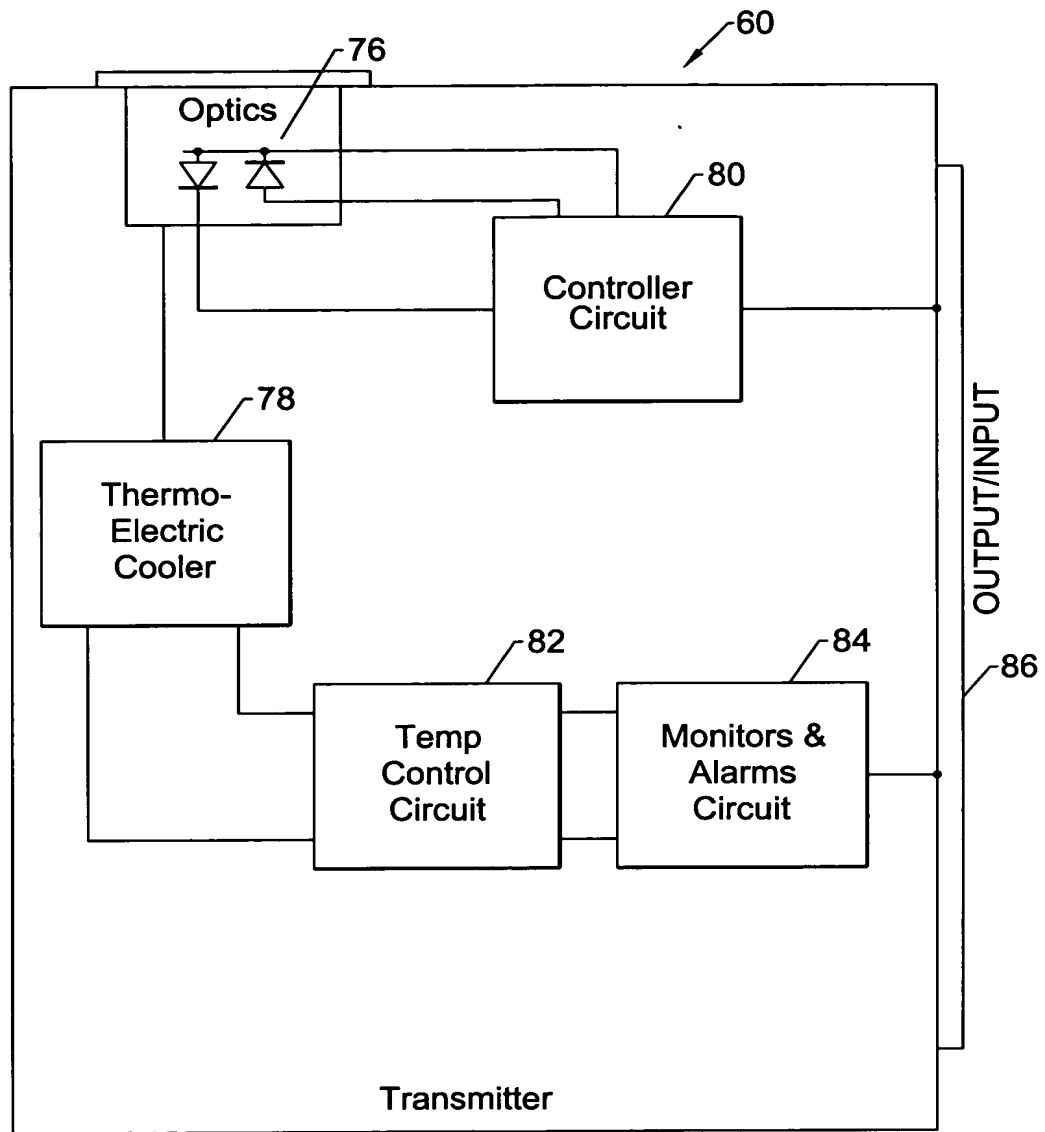 60
76
Optics
80
Controller
Circuit
78
Thermo-
Electric
Cooler
OUTPUT/INPUT
82
84
86
Temp
Control
Circuit
Monitors &
Alarms
Circuit
Transmitter